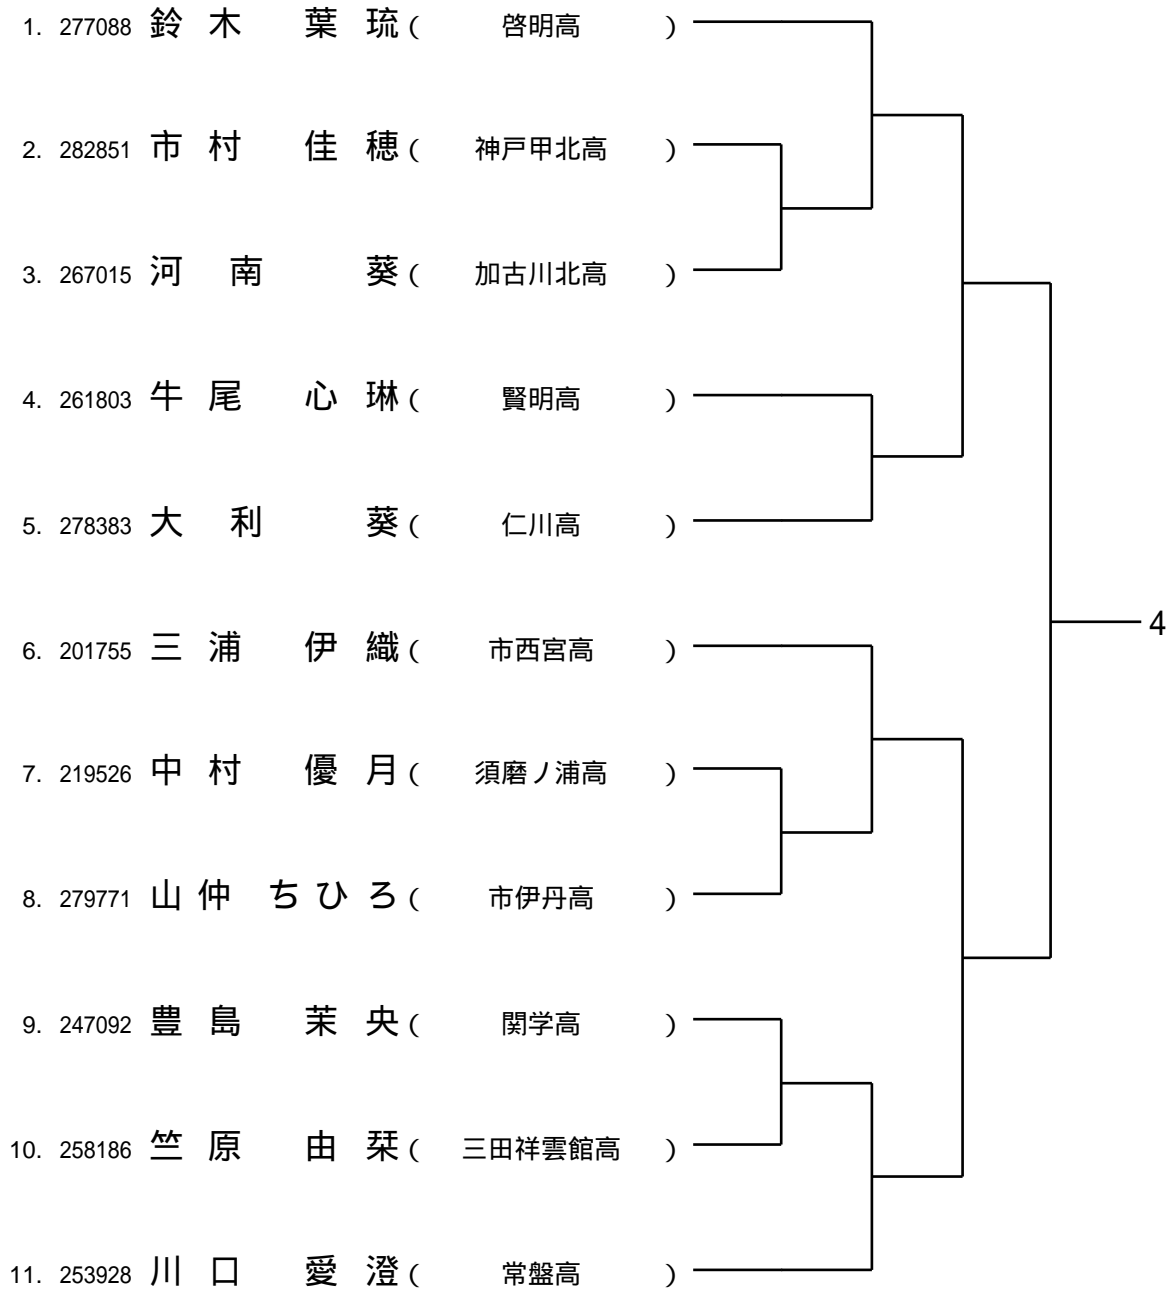 1. 277088 鈴木 葉琉 ( 啓明高 )
2. 282851 市村 佳穂 ( 神戸甲北高 )
3. 267015 河南 葵 ( 加古川北高 )
4. 261803 牛尾 心琳 ( 賢明高 )
5. 278383 大利 葵 ( 仁川高 )
4
6. 201755 三浦 伊織 ( 市西宮高 )
7. 219526 中村 優月 ( 須磨ノ浦高 )
8. 279771 山仲 ちひろ ( 市伊丹高 )
9. 247092 豊島 茉央 ( 関学高 )
10. 258186 竺原 由栞 ( 三田祥雲館高 )
11. 253928 川口 愛澄 ( 常盤高 )